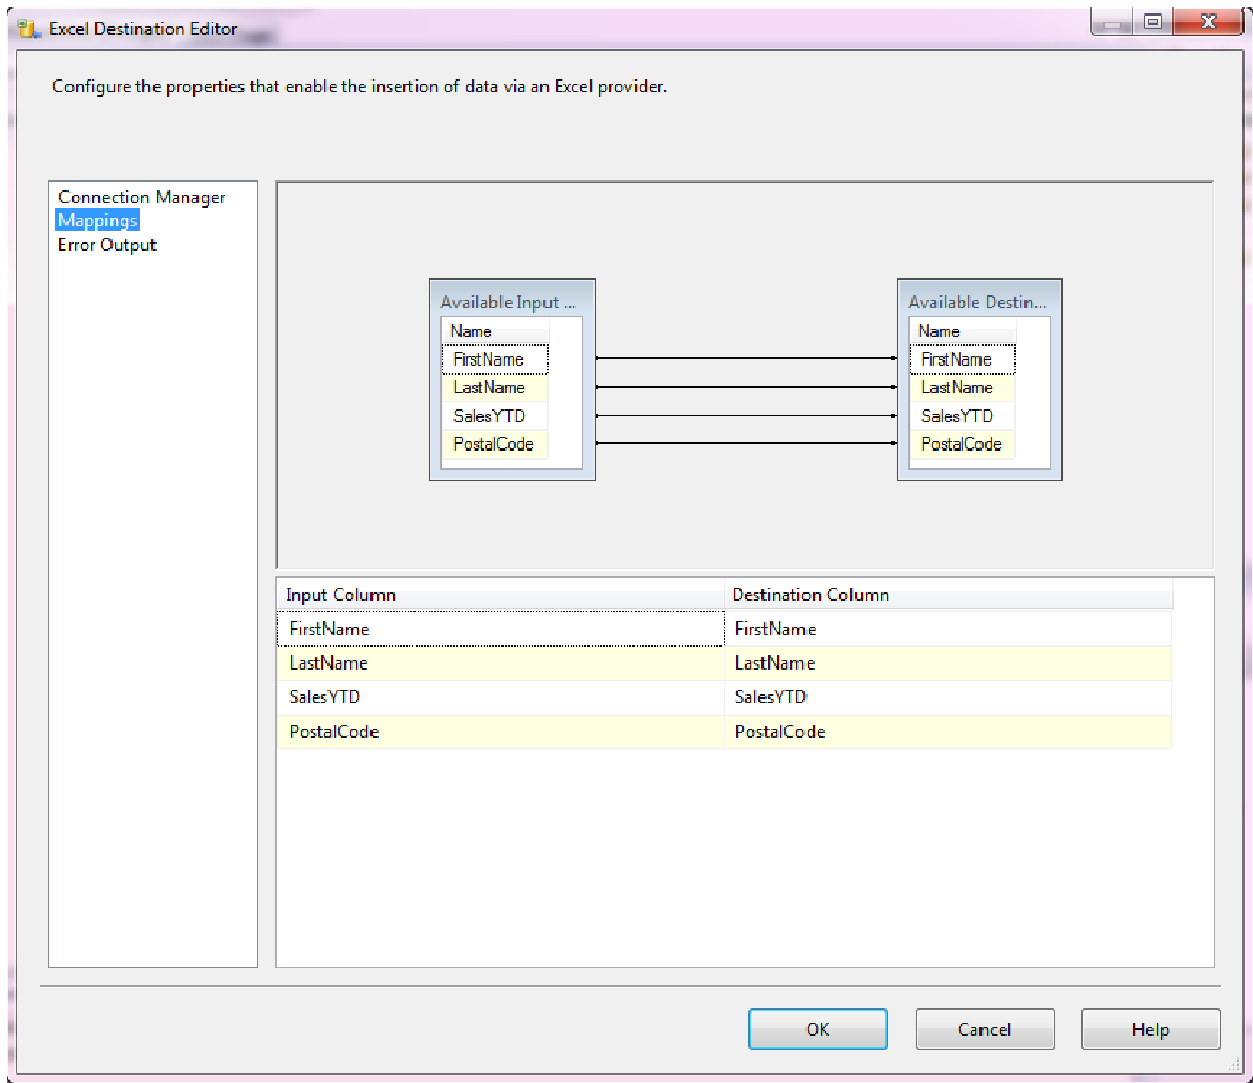 Excel Destination Editor
Configure the properties that enable the insertion of data via an Excel provider.
Connection Manager
Mappings
Error Output
Available Input ...
Name
FirstName
LastName
SalesYTD
PostalCode
Available Destin...
Name
FirstName
LastName
SalesYTD
PostalCode
Input Column Destination Column
FirstName FirstName
LastName LastName
SalesYTD SalesYTD
PostalCode PostalCode
OK Cancel Help